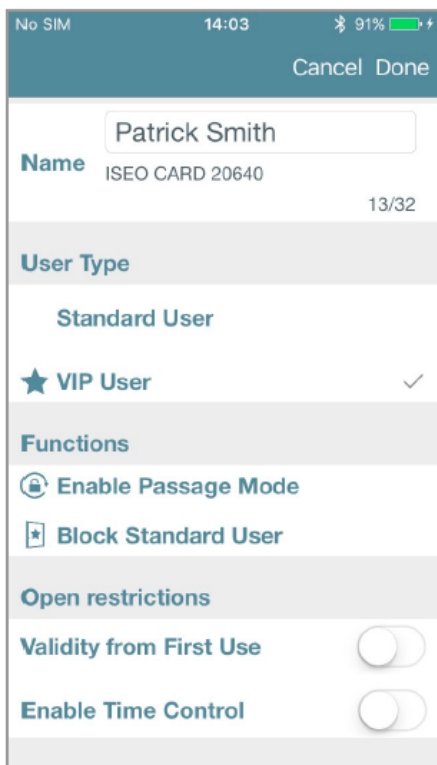 No SIM 14:03 91%
Cancel Done
Patrick Smith
Name
ISEO CARD 20640
13/32
User Type
Standard User
VIP User
Functions
Enable Passage Mode
Block Standard User
Open restrictions
Validity from First Use
Enable Time Control